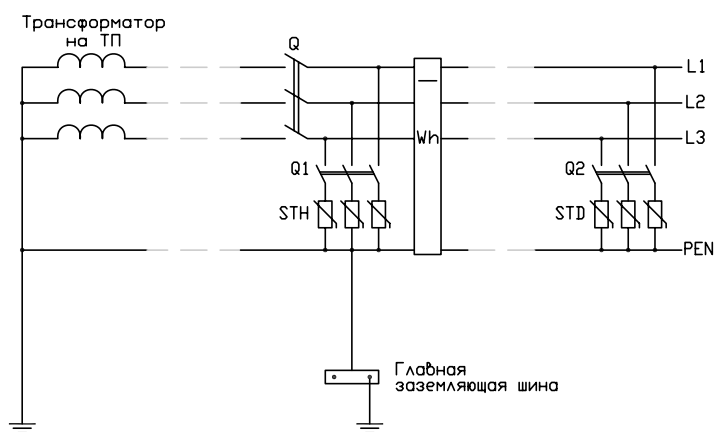 Трансформатор
на ТП
Q
L1
L2
Wh
L3
Q1
Q2
STH
STD
PEN
Главная
заземляющая шина